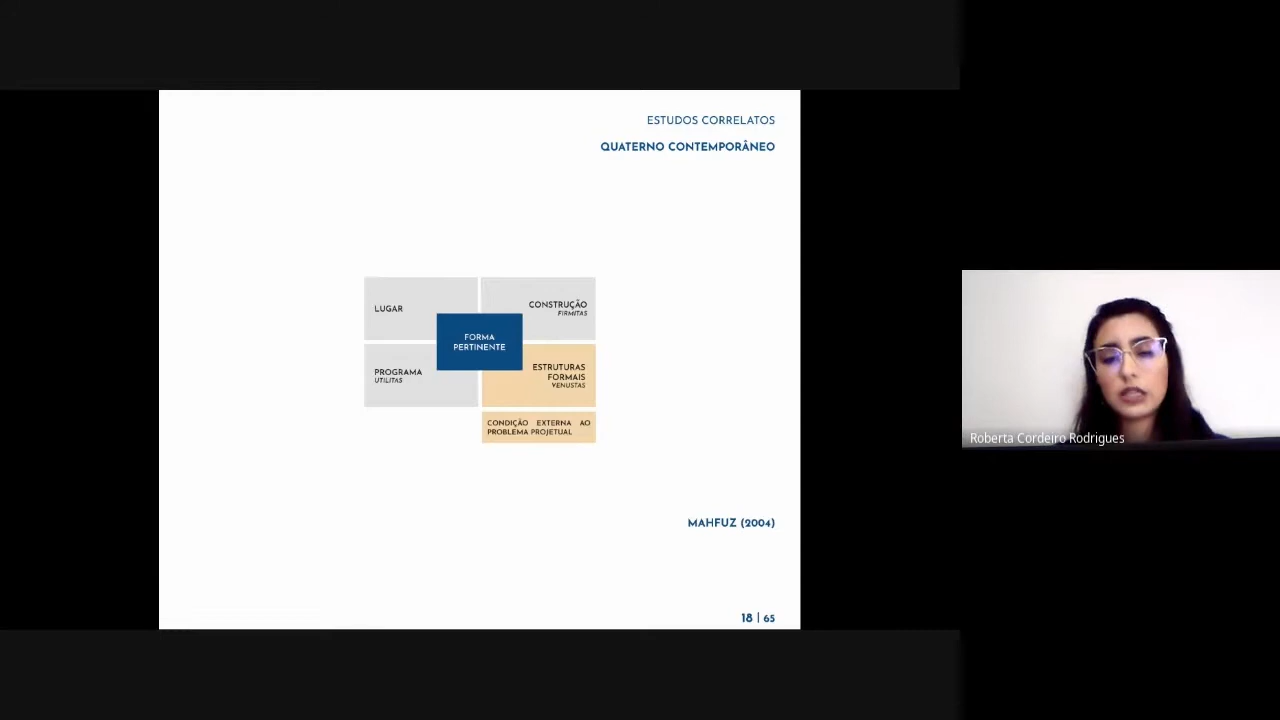 ESTUDOS CORRELATOS
QUATERNO CONTEMPORÂNEO
LUGAR
CONSTRUÇÃO
FIRMITAS
FORMA
PERTINENTE
PROGRAMA
UTILITAS
ESTRUTURAS
FORMAIS
VENUSTAS
CONDIÇÃO EXTERNA AO
PROBLEMA PROJETUAL
MAHFUZ (2004)
18 | 65
Roberta Cordeiro Rodrigues